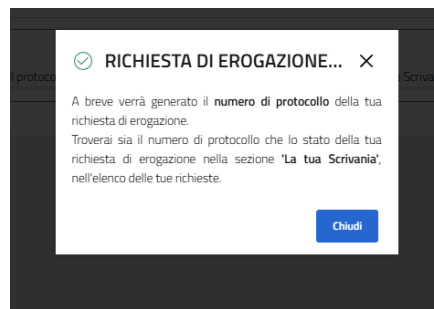 RICHIESTA DI EROGAZIONE...
l protoco
Scriva
A breve verrà generato il numero di protocollo della tua
richiesta di erogazione.
Troverai sia il numero di protocollo che lo stato della tua
richiesta di erogazione nella sezione 'La tua Scrivania',
nell'elenco delle tue richieste.
Chiudi